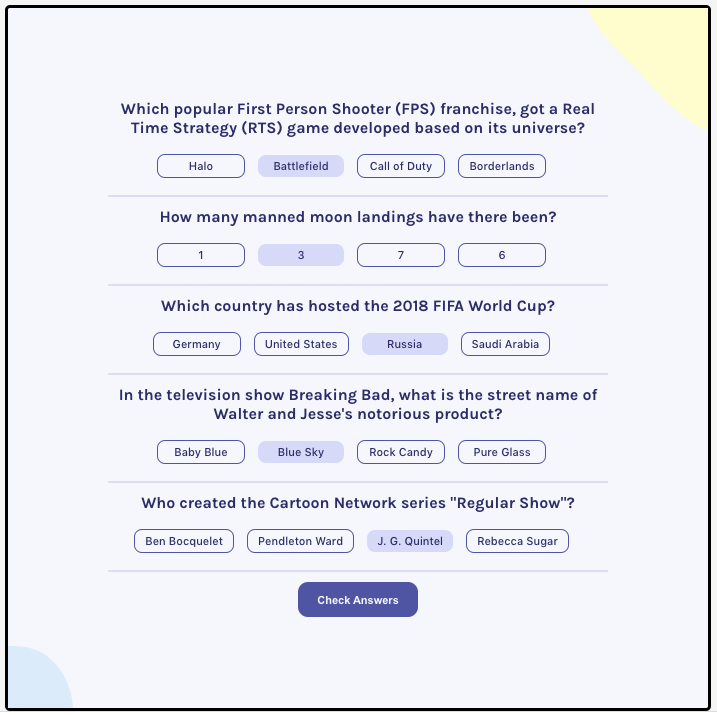 Which popular First Person Shooter (FPS) franchise, got a Real
Time Strategy (RTS) game developed based on its universe?
Halo Battlefield Call of Duty Borderlands
How many manned moon landings have there been?
1 3 7 6
Which country has hosted the 2018 FIFA World Cup?
Germany United States Russia Saudi Arabia
In the television show Breaking Bad, what is the street name of
Walter and Jesse's notorious product?
Baby Blue Blue Sky Rock Candy Pure Glass
Who created the Cartoon Network series "Regular Show"?
Ben Bocquelet Pendleton Ward J. G. Quintel Rebecca Sugar
Check Answers